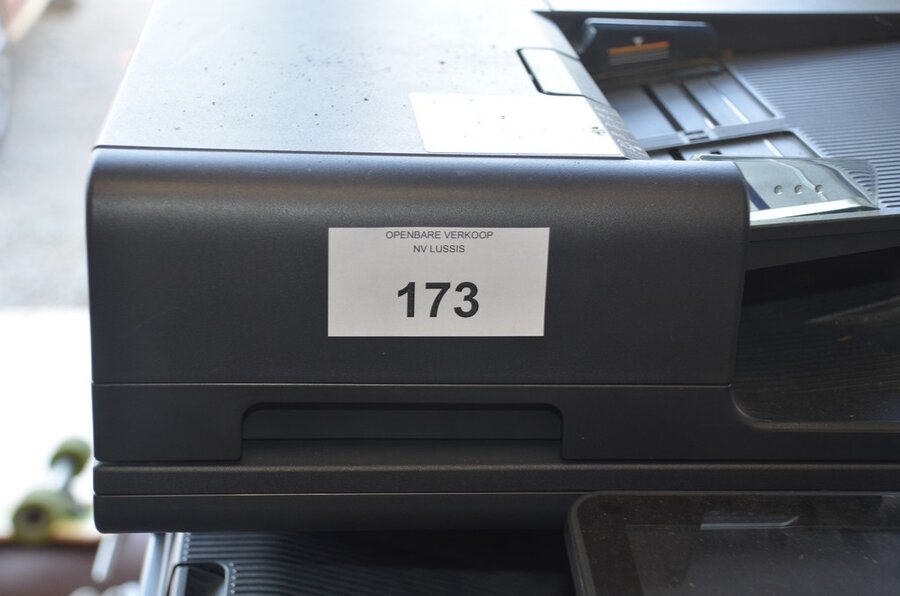 OPENBARE VERKOOP
NV LUSSIS
173